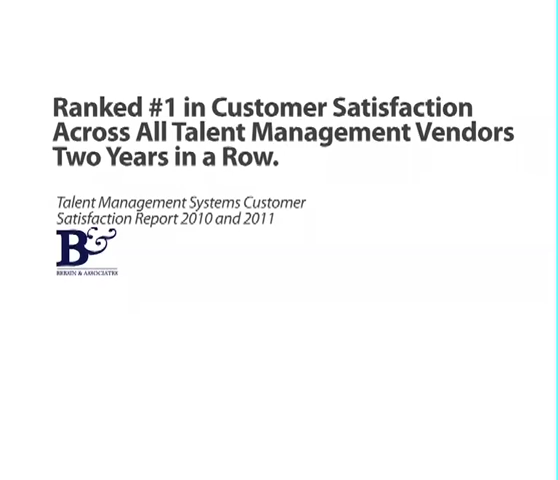 Ranked #1 in Customer Satisfaction
Across All Talent Management Vendors
Two Years in a Row.
Talent Management Systems Customer
Satisfaction Report 2010 and 2011
B&
BERSIN & ASSOCIATES